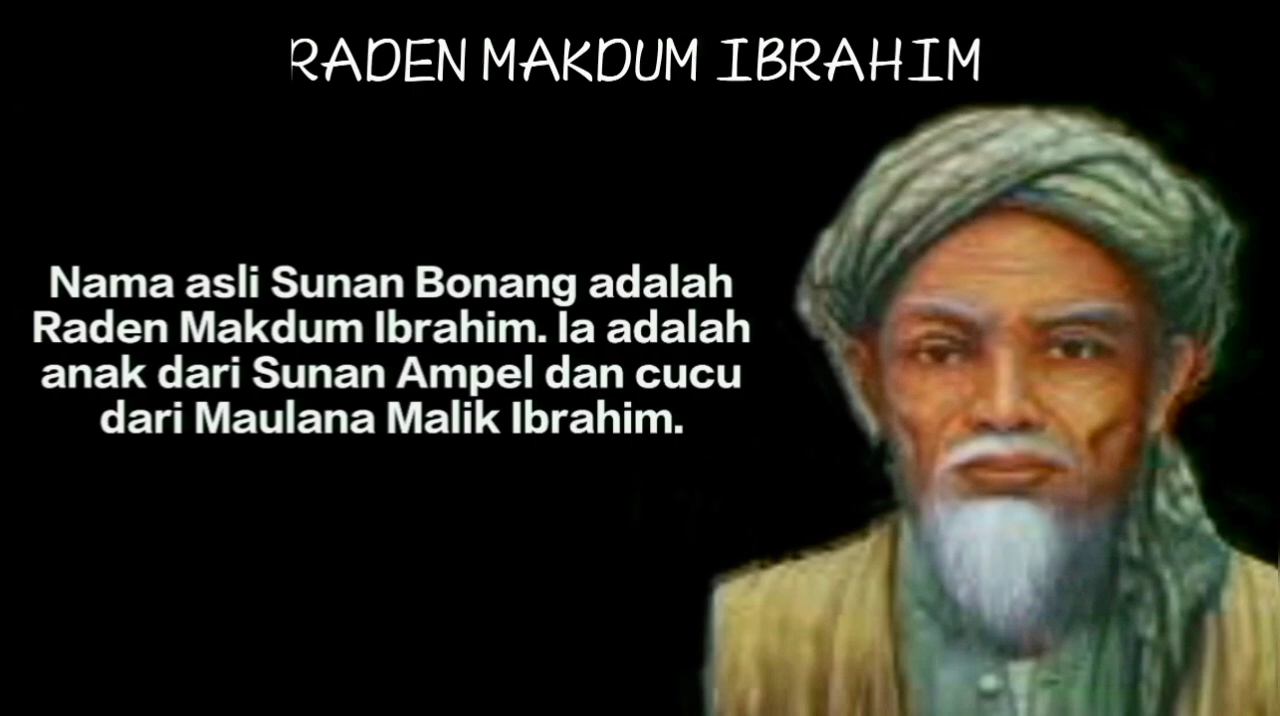 RADEN MAKDUM IBRAHIM
Nama asli Sunan Bonang adalah
Raden Makdum Ibrahim. Ia adalah
anak dari Sunan Ampel dan cucu
dari Maulana Malik Ibrahim.